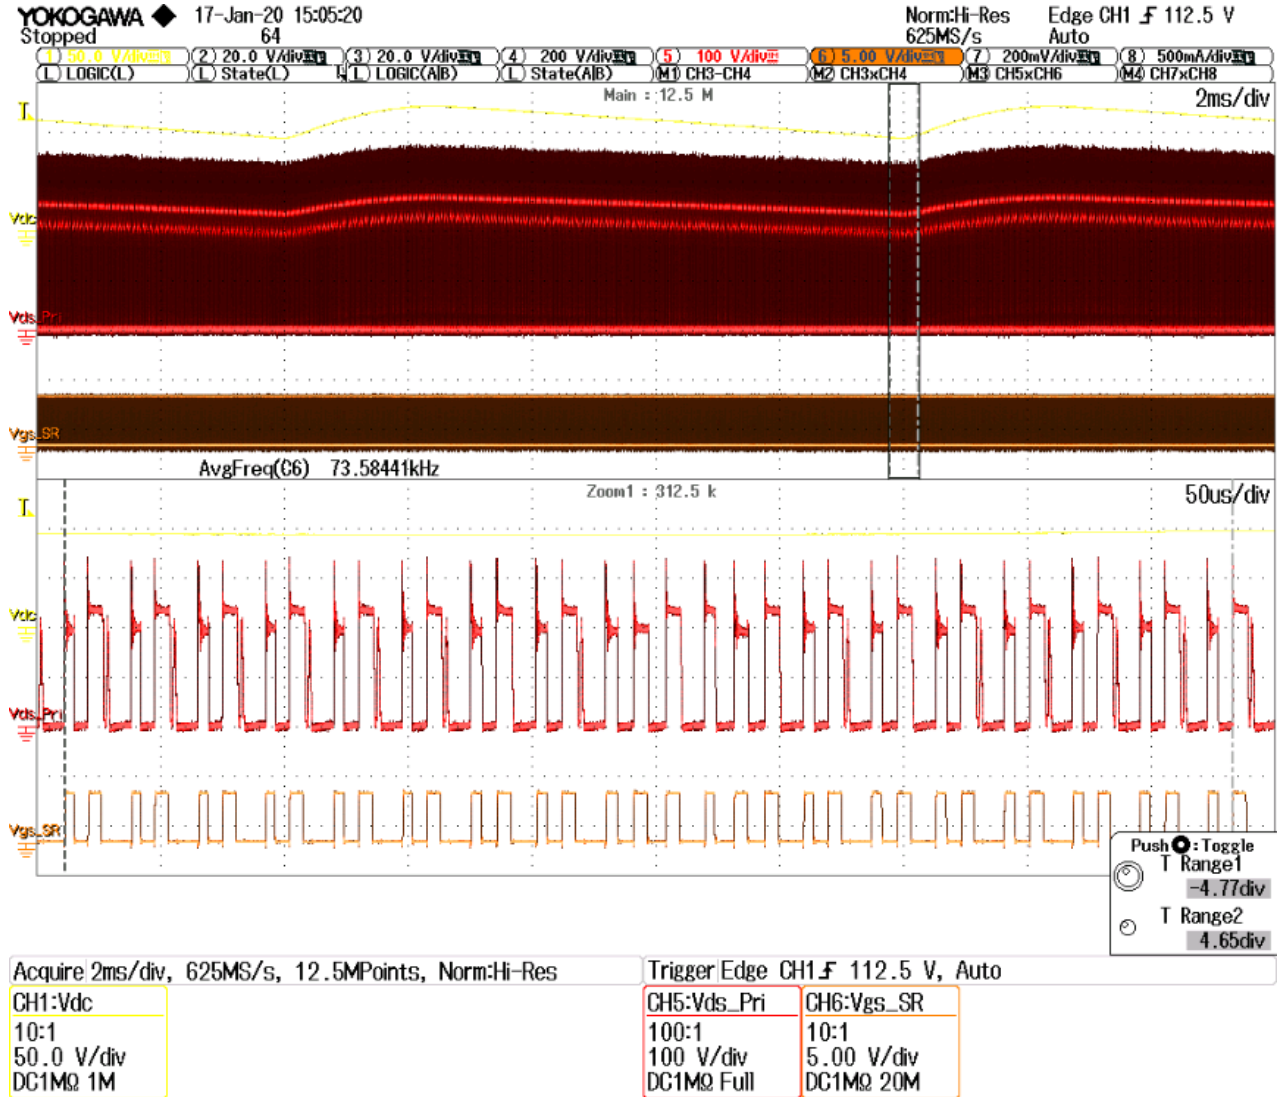 YOKOGAWA ◆ 17-Jan-20 15:05:20 Norm:Hi-Res Edge CH1 ⨍ 112.5 V
Stopped 64 625MS/s Auto
1 50.0 V/div 2 20.0 V/div 3 20.0 V/div 4 200 V/div 5 100 V/div 6 5.00 V/div 7 200mV/div 8 500mA/div
L LOGIC(L) L State(L) L LOGIC(A|B) L State(A|B) M1 CH3-CH4 M2 CH3xCH4 M3 CH5xCH6 M4 CH7xCH8
Main : 12.5 M 2ms/div
T
Vdc
Vds_Pri
Vgs_SR
AvgFreq(C6) 73.58441kHz
Zoom1 : 312.5 k 50us/div
T
Vdc
Vds_Pri
Vgs_SR
Push :Toggle
T Range1
-4.77div
T Range2
4.65div
Acquire 2ms/div, 625MS/s, 12.5MPoints, Norm:Hi-Res Trigger Edge CH1 ⨍ 112.5 V, Auto
CH1:Vdc CH5:Vds_Pri CH6:Vgs_SR
10:1 100:1 10:1
50.0 V/div 100 V/div 5.00 V/div
DC1MΩ 1M DC1MΩ Full DC1MΩ 20M